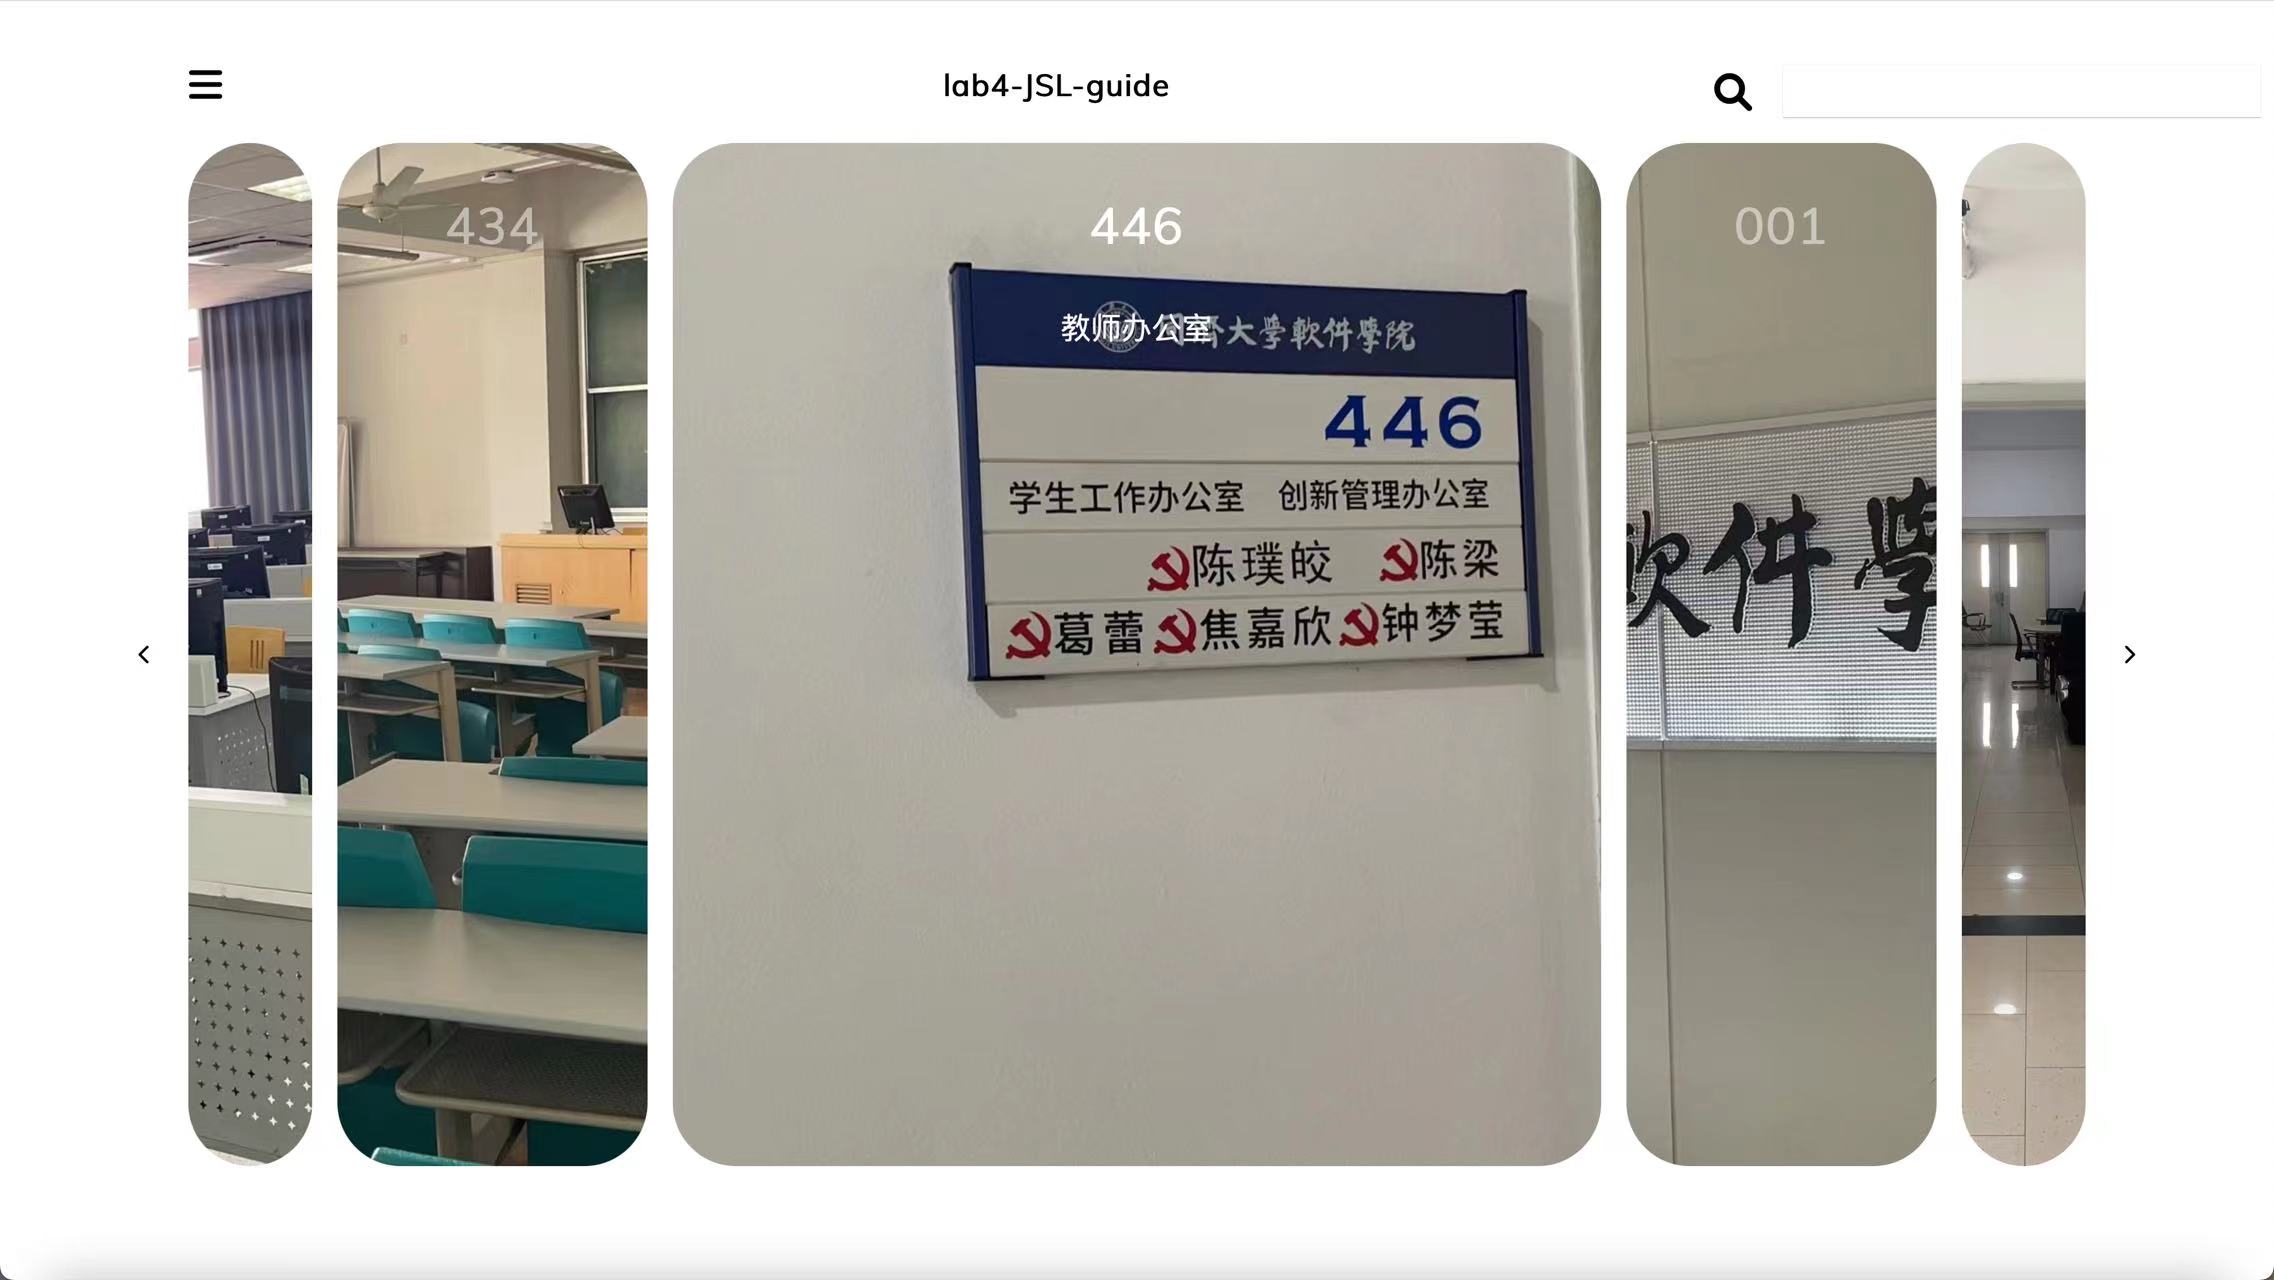 lab4-JSL-guide
434
446
001
教师办公室
大學軟件學院
446
学生工作办公室 创新管理办公室
陈璞皎 陈梁
葛蕾 焦嘉欣 钟梦莹
軟件學